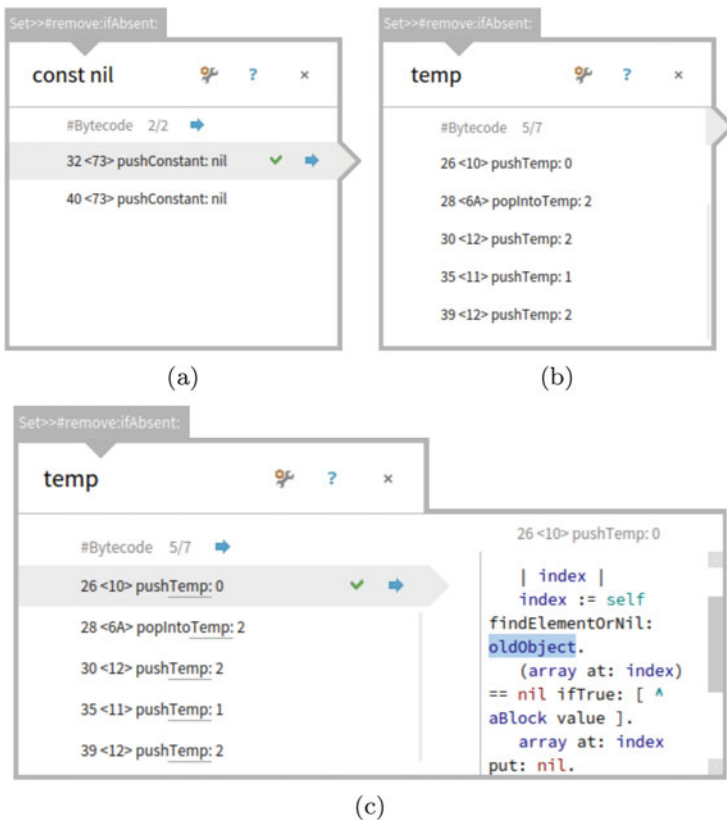 Set>>#remove:ifAbsent:
const nil ? ×
#Bytecode 2/2
32 <73> pushConstant: nil
40 <73> pushConstant: nil
(a)
Set>>#remove:ifAbsent:
temp ? ×
#Bytecode 5/7
26 <10> pushTemp: 0
28 <6A> popIntoTemp: 2
30 <12> pushTemp: 2
35 <11> pushTemp: 1
39 <12> pushTemp: 2
(b)
Set>>#remove:ifAbsent:
temp ? ×
#Bytecode 5/7
26 <10> pushTemp: 0
28 <6A> popIntoTemp: 2
30 <12> pushTemp: 2
35 <11> pushTemp: 1
39 <12> pushTemp: 2
26 <10> pushTemp: 0
| index |
index := self
findElementOrNil:
oldObject.
(array at: index)
== nil ifTrue: [ ^
aBlock value ].
array at: index
put: nil.
(c)